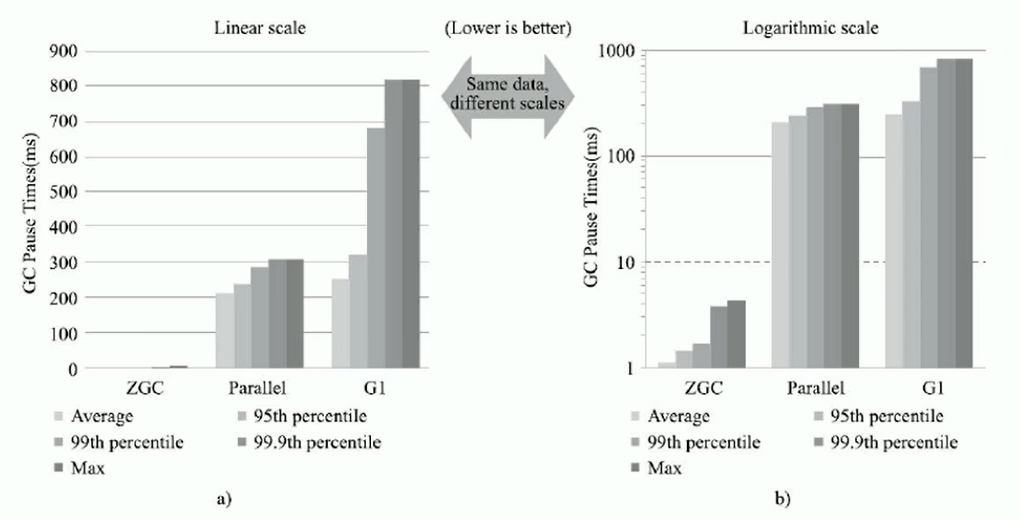 Linear scale
(Lower is better)
Logarithmic scale
Same data,
different scales
GC Pause Times(ms)
900
800
700
600
500
400
300
200
100
0
ZGC Parallel G1
Average 95th percentile
99th percentile 99.9th percentile
Max
a)
GC Pause Times(ms)
1000
100
10
1
ZGC Parallel G1
Average 95th percentile
99th percentile 99.9th percentile
Max
b)